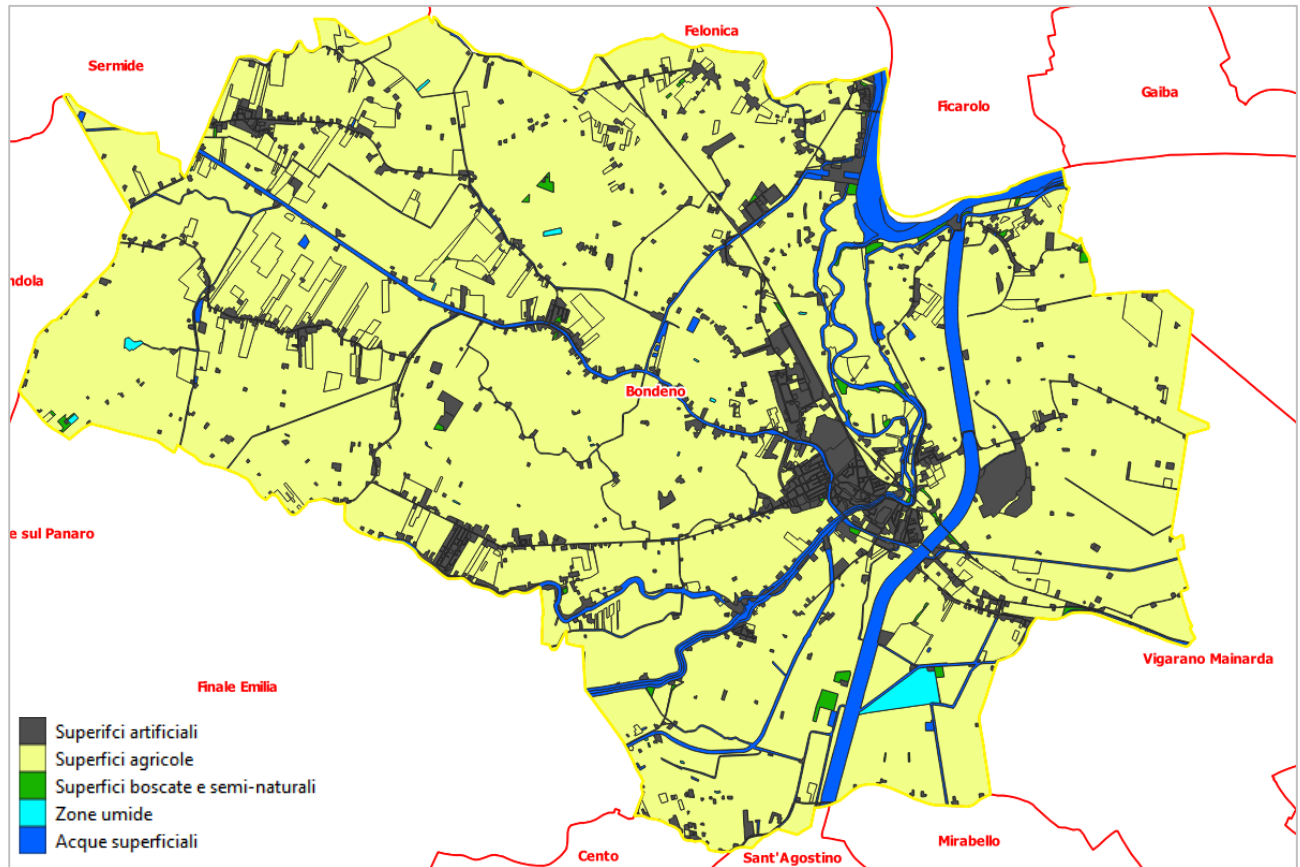 Felonica
Sermide
Gaiba
Ficarolo
ndola
Bondeno
e sul Panaro
Vigarano Mainarda
Finale Emilia
Superifci artificiali
Superfici agricole
Superfici boscate e semi-naturali
Zone umide
Acque superficiali
Mirabello
Cento
Sant'Agostino